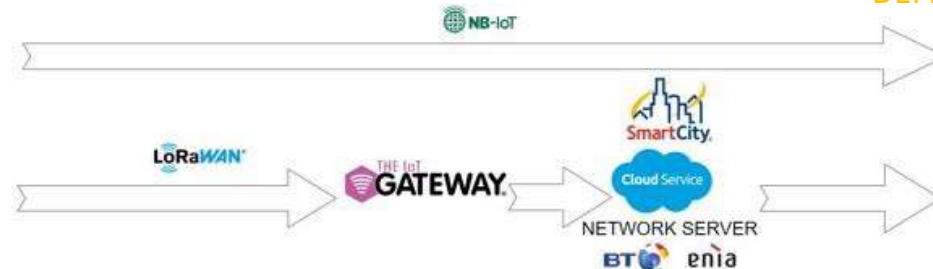 NB-IoT
SmartCity.
LoRaWAN
THE IoT
GATEWAY.
Cloud Service
NETWORK SERVER
BT enia